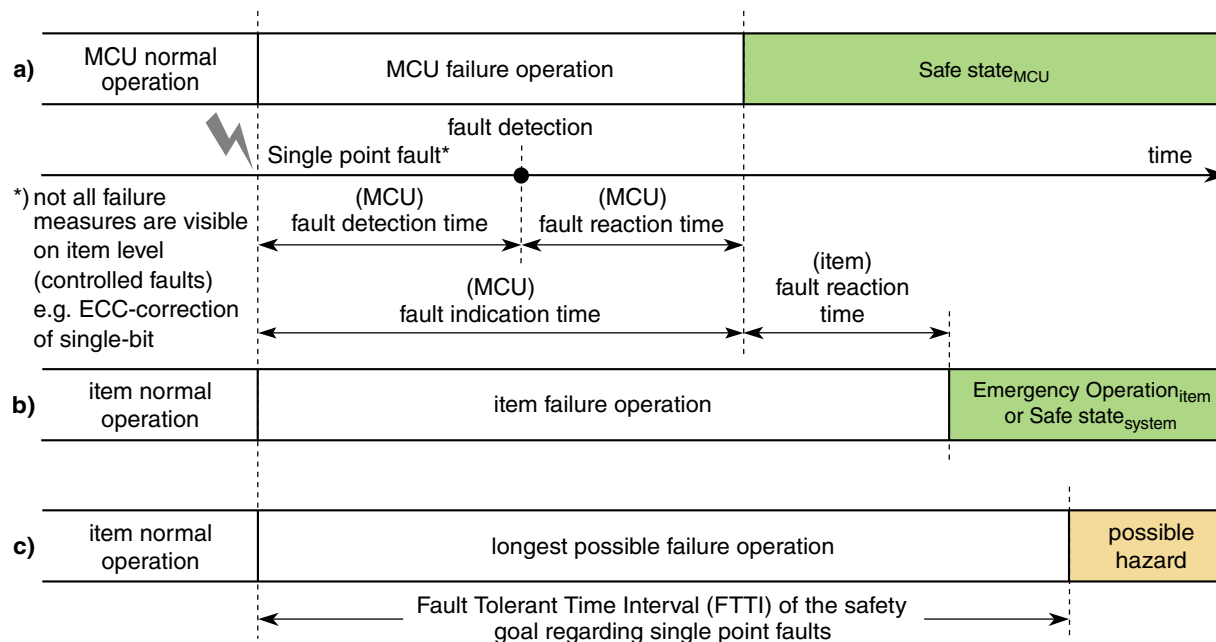 a)
MCU normal
operation
MCU failure operation
Safe stateMCU
fault detection
Single point fault*
time
*) not all failure
measures are visible
on item level
(controlled faults)
e.g. ECC-correction
of single-bit
(MCU)
fault detection time
(MCU)
fault reaction time
(MCU)
fault indication time
(item)
fault reaction
time
b)
item normal
operation
item failure operation
Emergency Operationitem
or Safe statesystem
c)
item normal
operation
longest possible failure operation
possible
hazard
Fault Tolerant Time Interval (FTTI) of the safety
goal regarding single point faults